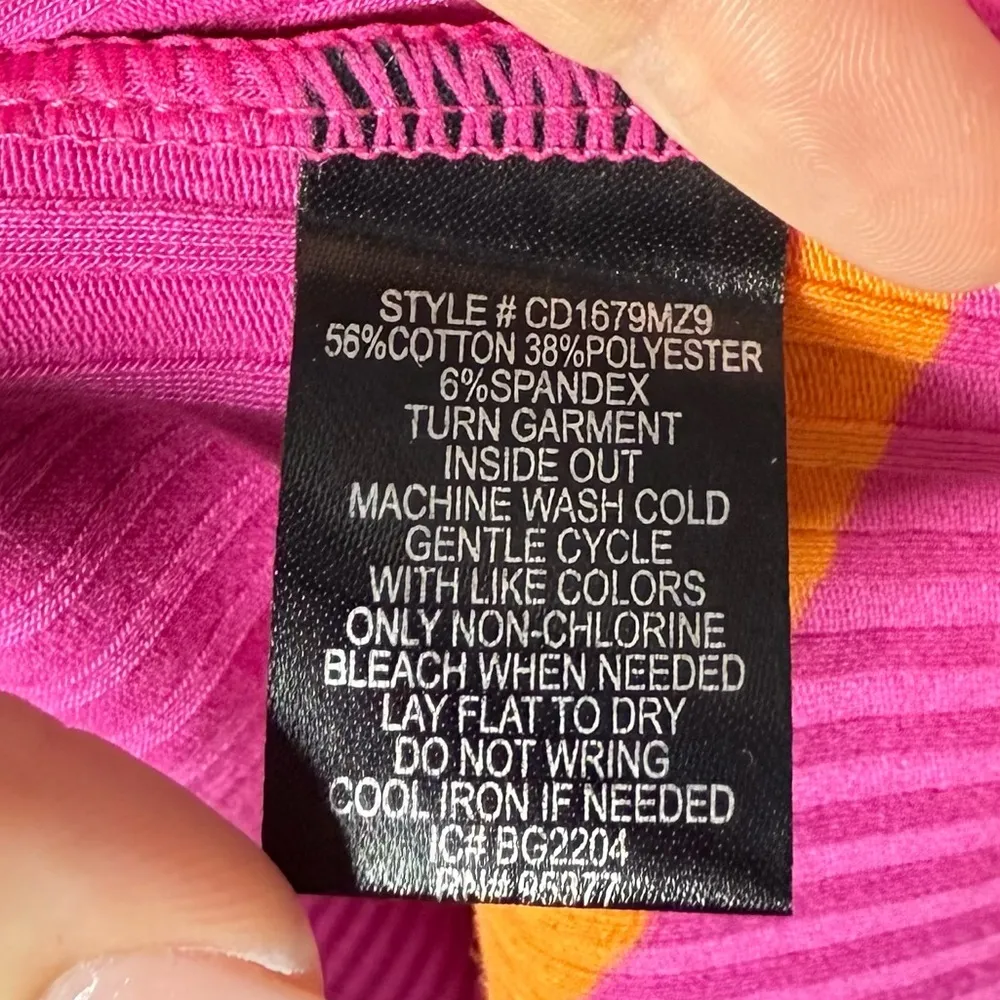 STYLE # CD1679MZ9
56%COTTON 38%POLYESTER
6%SPANDEX
TURN GARMENT
INSIDE OUT
MACHINE WASH COLD
GENTLE CYCLE
WITH LIKE COLORS
ONLY NON-CHLORINE
BLEACH WHEN NEEDED
LAY FLAT TO DRY
DO NOT WRING
COOL IRON IF NEEDED
IC# BG2204
RN# 95377